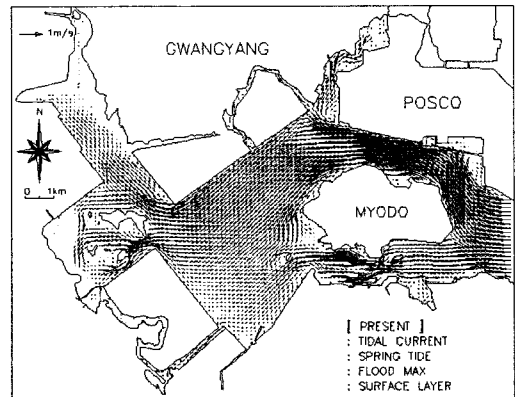 1m/s
GWANGYANG
POSCO
N
0 1km
MYODO
[ PRESENT ]
: TIDAL CURRENT
: SPRING TIDE
: FLOOD MAX
: SURFACE LAYER